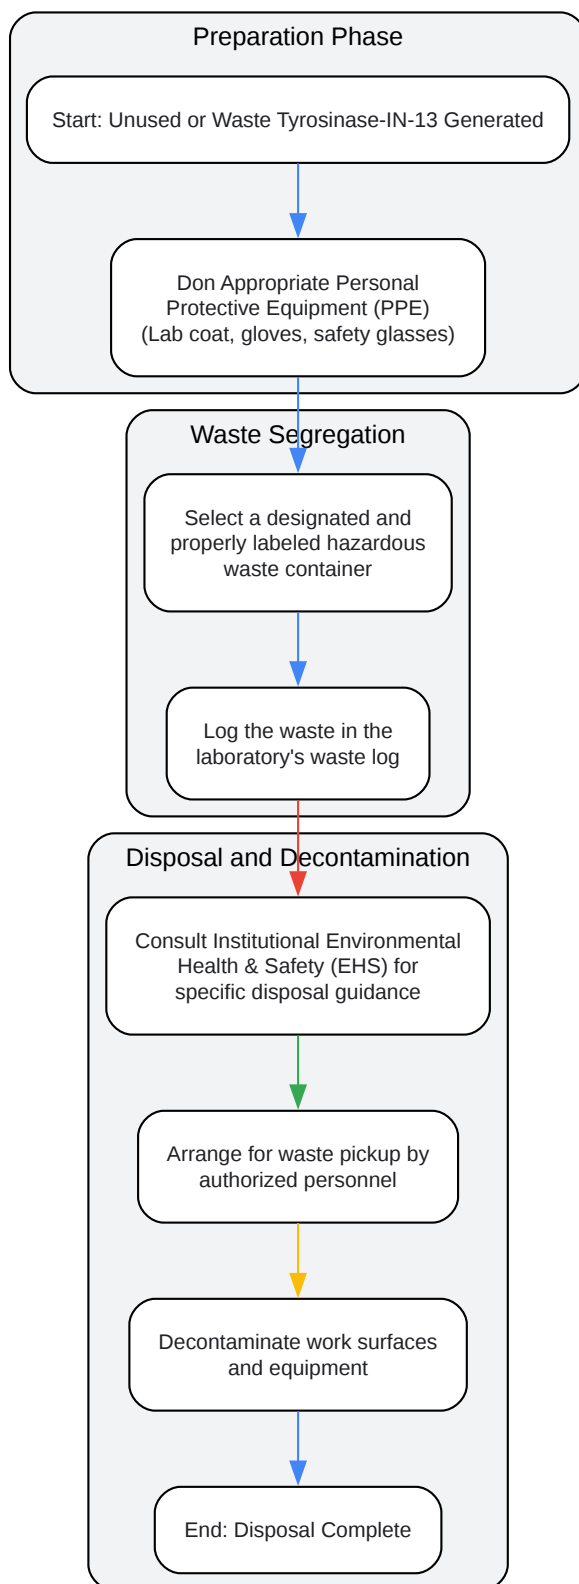 Preparation Phase
Start: Unused or Waste Tyrosinase-IN-13 Generated
Don Appropriate Personal
Protective Equipment (PPE)
(Lab coat, gloves, safety glasses)
Waste Segregation
Select a designated and
properly labeled hazardous
waste container
Log the waste in the
laboratory's waste log
Disposal and Decontamination
Consult Institutional Environmental
Health & Safety (EHS) for
specific disposal guidance
Arrange for waste pickup by
authorized personnel
Decontaminate work surfaces
and equipment
End: Disposal Complete